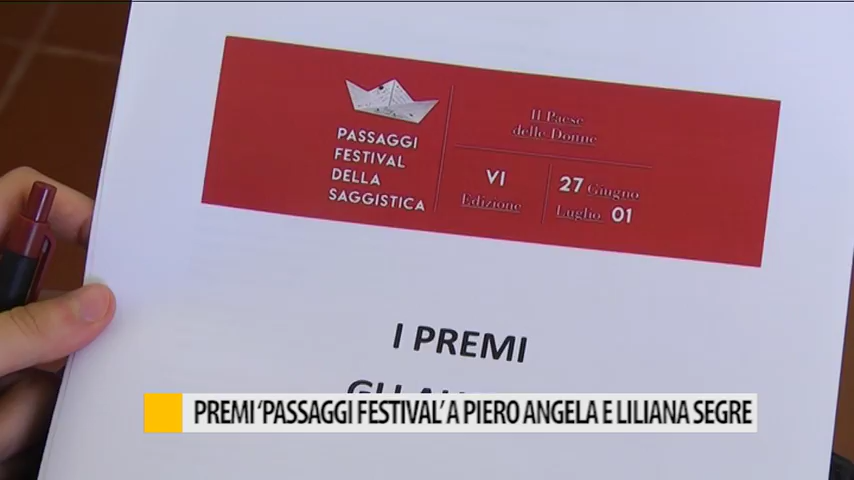 PASSAGGI
FESTIVAL
DELLA
SAGGISTICA
Il Paese
delle Donne
VI
Edizione
27 Giugno
Luglio 01
I PREMI
PREMI ‘PASSAGGI FESTIVAL’ A PIERO ANGELA E LILIANA SEGRE